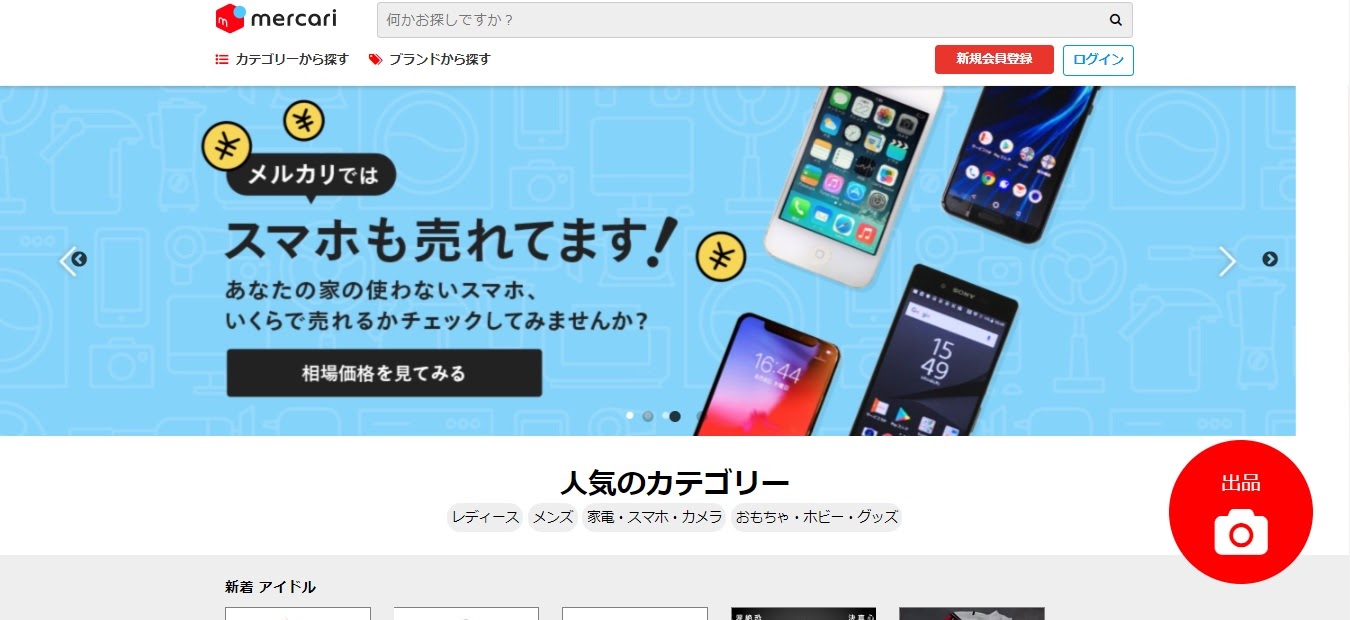 mercari
何かお探しですか？
カテゴリーから探す
ブランドから探す
新規会員登録
ログイン
メルカリでは
スマホも売れてます!
あなたの家の使わないスマホ、
いくらで売れるかチェックしてみませんか?
相場価格を見てみる
16:44
SONY
15
49
人気のカテゴリー
レディース
メンズ
家電・スマホ・カメラ
おもちゃ・ホビー・グッズ
出品
新着 アイドル